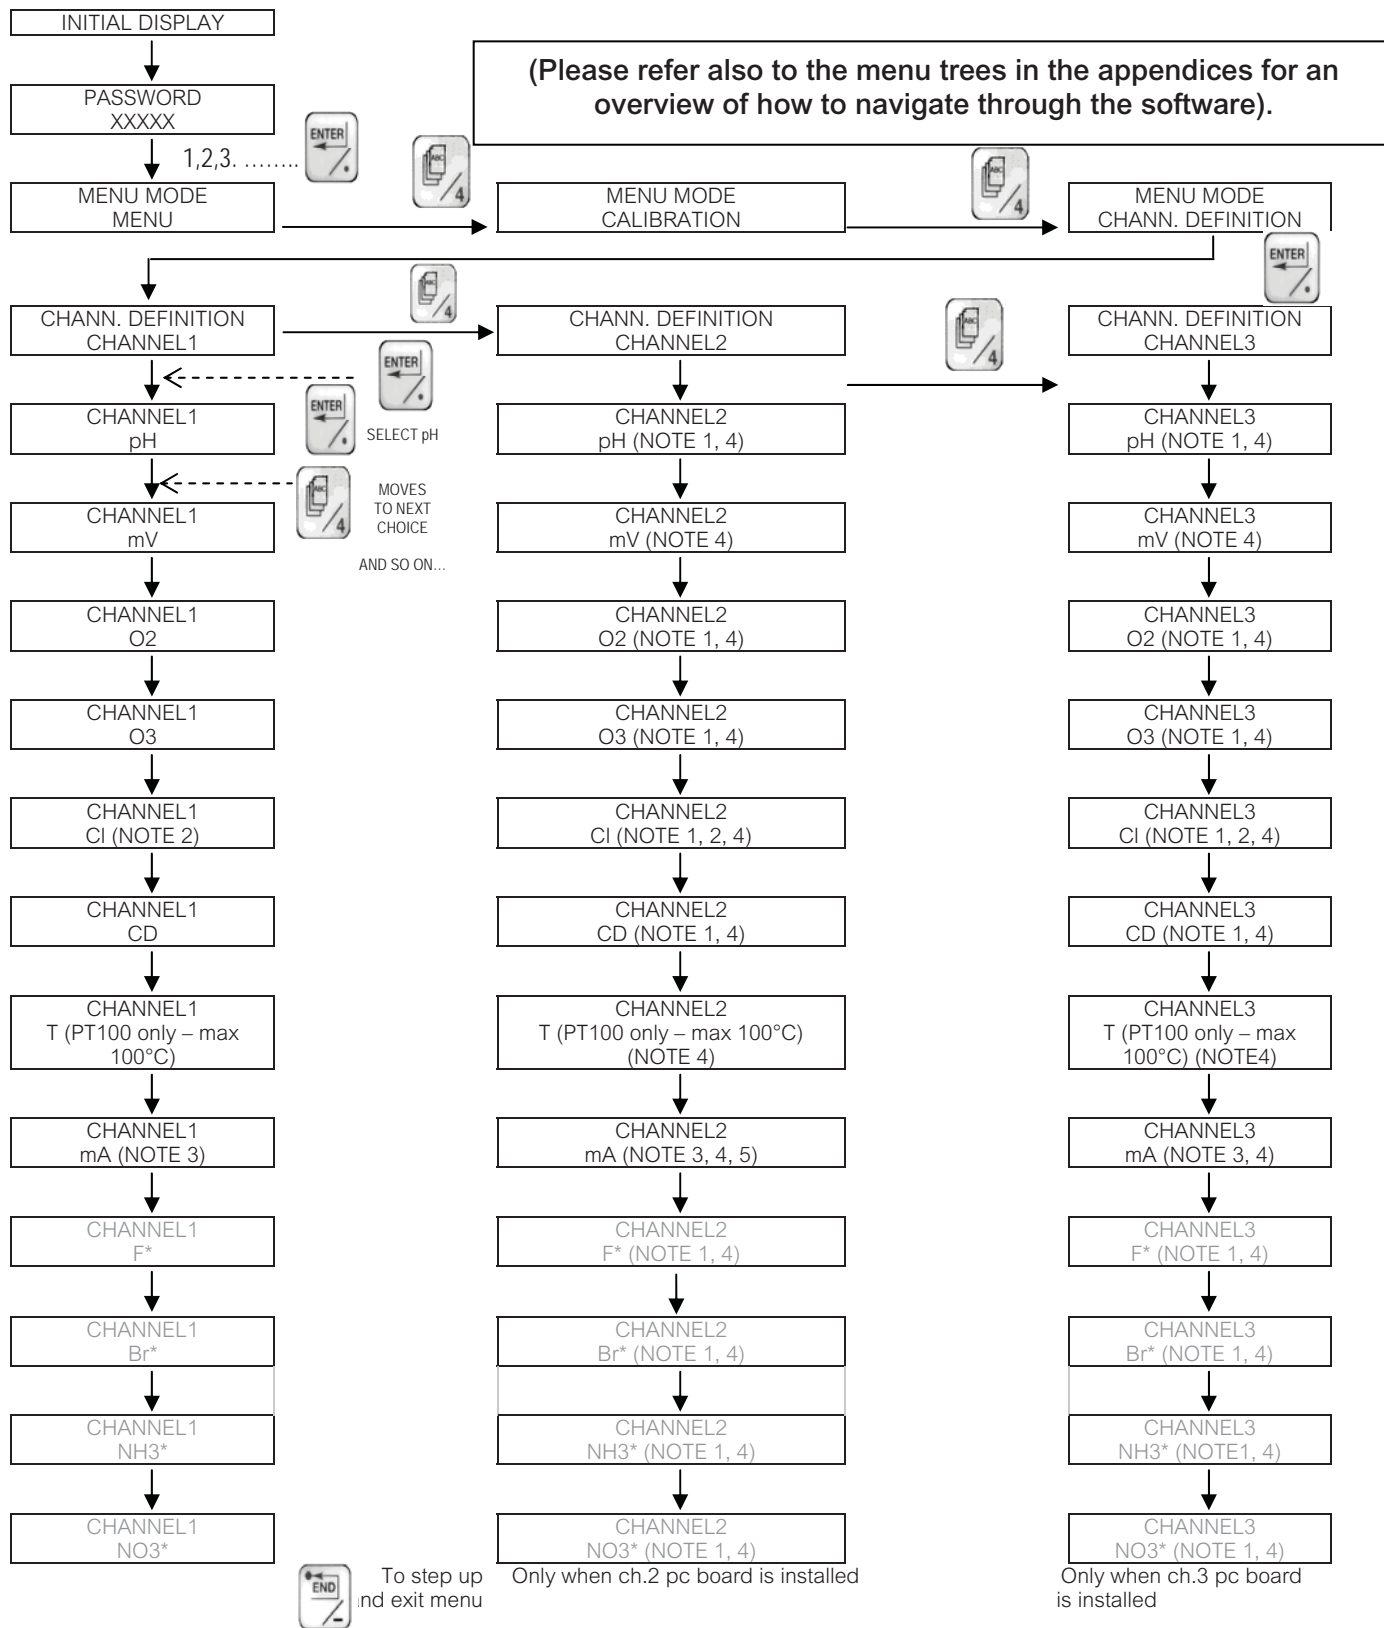 INITIAL DISPLAY
(Please refer also to the menu trees in the appendices for an
overview of how to navigate through the software).
PASSWORD
XXXXX
1,2,3. ........
ENTER
.
ABC
4
ABC
4
MENU MODE
MENU
MENU MODE
CALIBRATION
MENU MODE
CHANN. DEFINITION
ENTER
.
ABC
4
CHANN. DEFINITION
CHANNEL1
CHANN. DEFINITION
CHANNEL2
ABC
4
CHANN. DEFINITION
CHANNEL3
ENTER
.
ENTER
.
SELECT pH
CHANNEL1
pH
CHANNEL2
pH (NOTE 1, 4)
CHANNEL3
pH (NOTE 1, 4)
ABC
4
MOVES
TO NEXT
CHOICE
AND SO ON...
CHANNEL1
mV
CHANNEL2
mV (NOTE 4)
CHANNEL3
mV (NOTE 4)
CHANNEL1
O2
CHANNEL2
O2 (NOTE 1, 4)
CHANNEL3
O2 (NOTE 1, 4)
CHANNEL1
O3
CHANNEL2
O3 (NOTE 1, 4)
CHANNEL3
O3 (NOTE 1, 4)
CHANNEL1
Cl (NOTE 2)
CHANNEL2
Cl (NOTE 1, 2, 4)
CHANNEL3
Cl (NOTE 1, 2, 4)
CHANNEL1
CD
CHANNEL2
CD (NOTE 1, 4)
CHANNEL3
CD (NOTE 1, 4)
CHANNEL1
T (PT100 only – max
100°C)
CHANNEL2
T (PT100 only – max 100°C)
(NOTE 4)
CHANNEL3
T (PT100 only – max
100°C) (NOTE4)
CHANNEL1
mA (NOTE 3)
CHANNEL2
mA (NOTE 3, 4, 5)
CHANNEL3
mA (NOTE 3, 4)
CHANNEL1
F*
CHANNEL2
F* (NOTE 1, 4)
CHANNEL3
F* (NOTE 1, 4)
CHANNEL1
Br*
CHANNEL2
Br* (NOTE 1, 4)
CHANNEL3
Br* (NOTE 1, 4)
CHANNEL1
NH3*
CHANNEL2
NH3* (NOTE 1, 4)
CHANNEL3
NH3* (NOTE1, 4)
CHANNEL1
NO3*
CHANNEL2
NO3* (NOTE 1, 4)
CHANNEL3
NO3* (NOTE 1, 4)
END
–
To step up
nd exit menu
Only when ch.2 pc board is installed
Only when ch.3 pc board
is installed